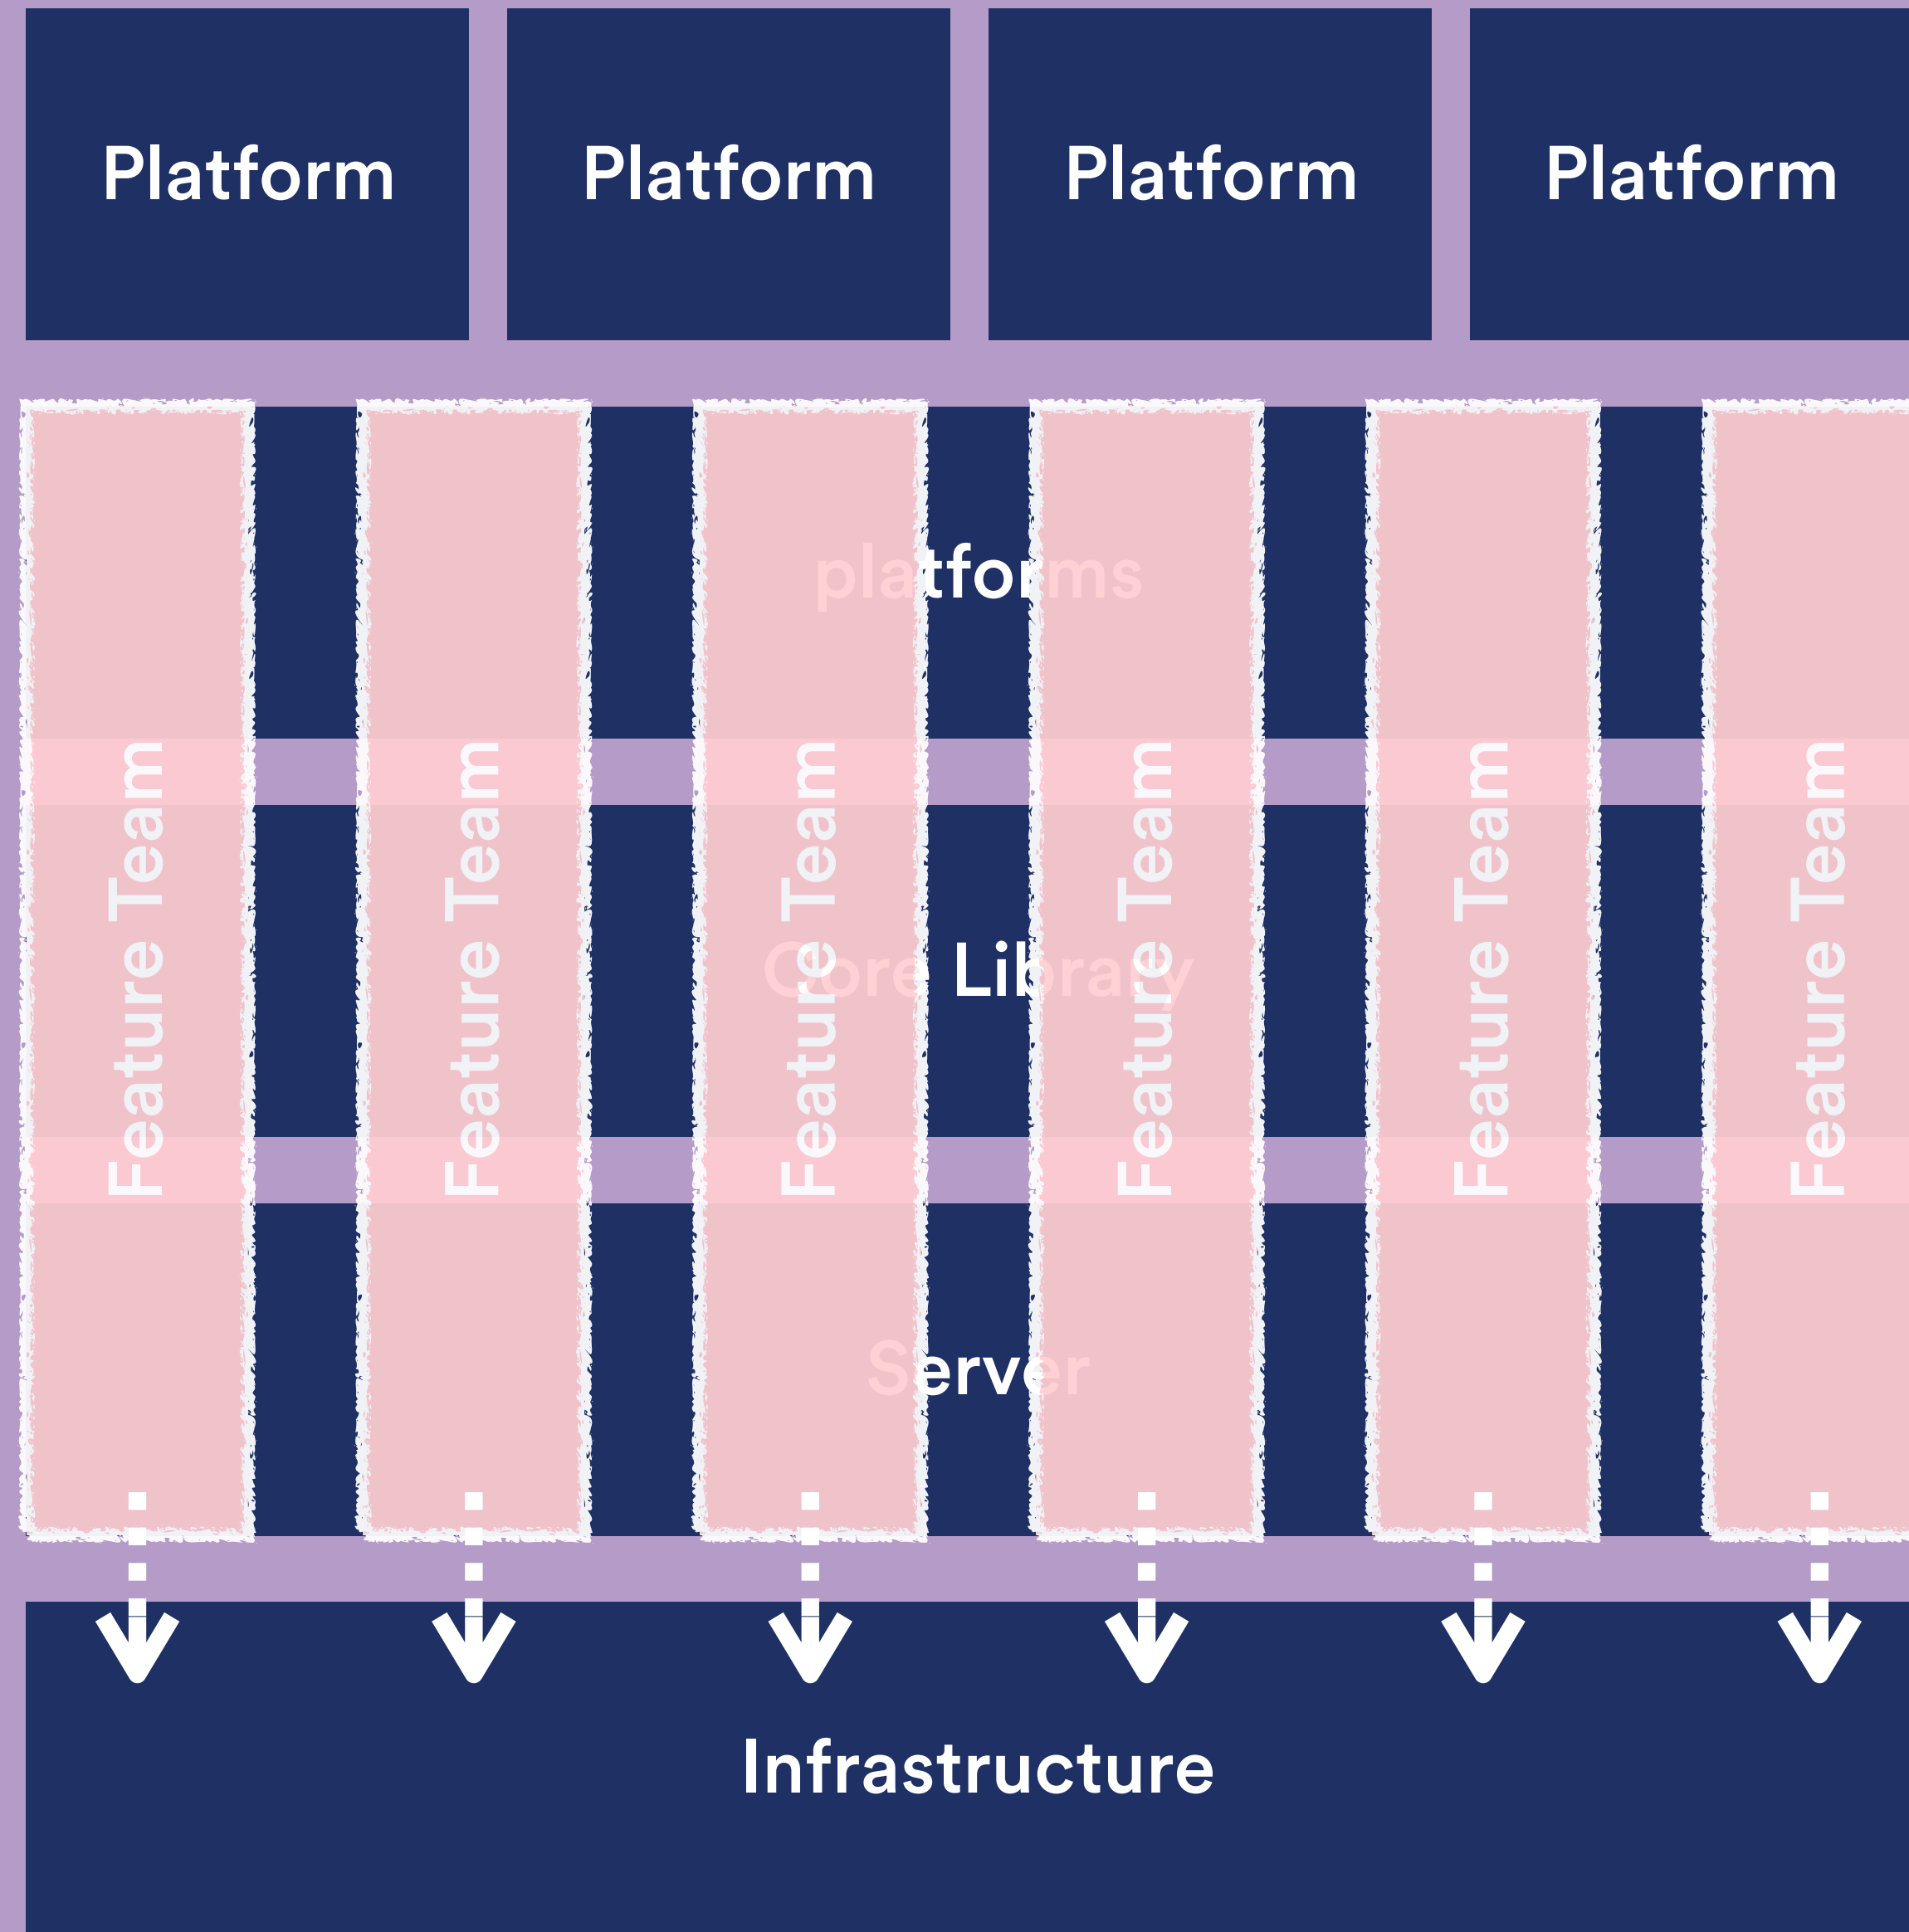 Platform
Platform
Platform
Platform
platforms
Feature Team
Feature Team
Feature Team
Feature Team
Feature Team
Feature Team
Core Library
Server
Infrastructure